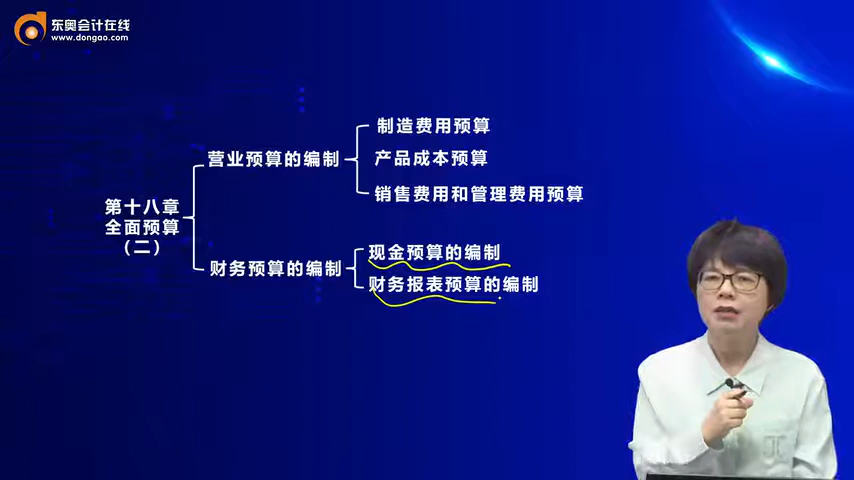 东奥会计在线
www.dongao.com
制造费用预算
营业预算的编制
产品成本预算
销售费用和管理费用预算
第十八章
全面预算
（二）
现金预算的编制
财务预算的编制
财务报表预算的编制